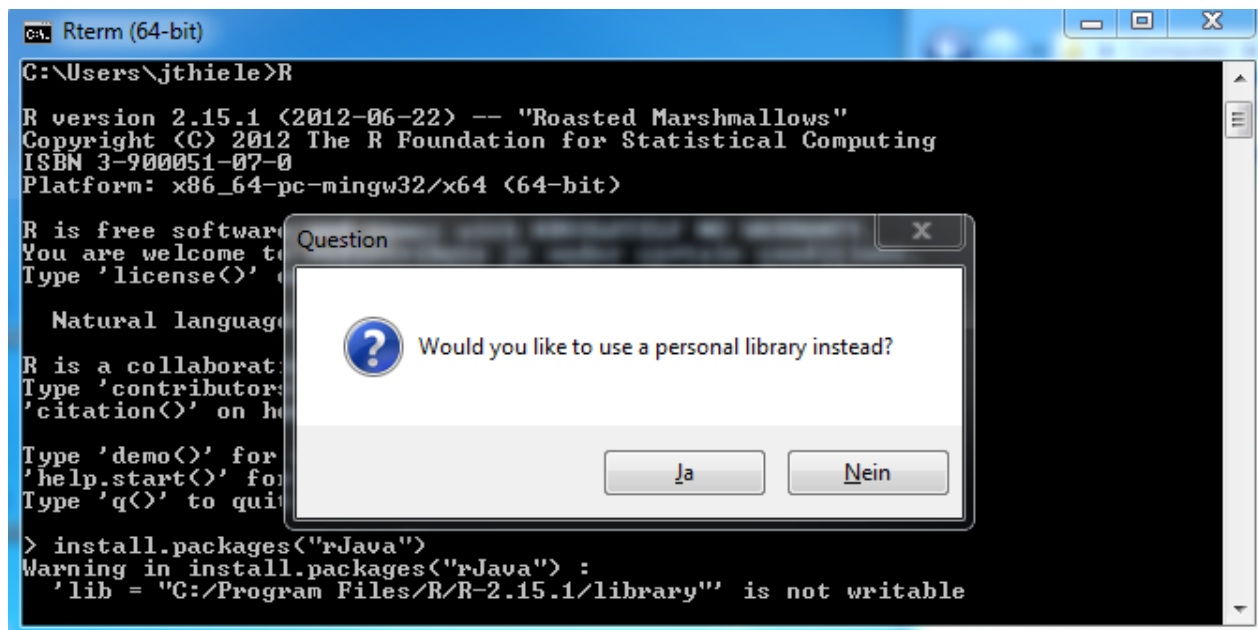 Rterm (64-bit)
C:\Users\jthiele>R
R version 2.15.1 (2012-06-22) -- "Roasted Marshmallows"
Copyright (C) 2012 The R Foundation for Statistical Computing
ISBN 3-900051-07-0
Platform: x86_64-pc-mingw32/x64 (64-bit)
R is free software
You are welcome to
Type 'license()'
Natural language
R is a collaborati
Type 'contributors
'citation()' on h
Type 'demo()' for
'help.start()' fo
Type 'q()' to quit
> install.packages("rJava")
Warning in install.packages("rJava") :
'lib = "C:/Program Files/R/R-2.15.1/library"' is not writable
Question
Would you like to use a personal library instead?
Ja
Nein